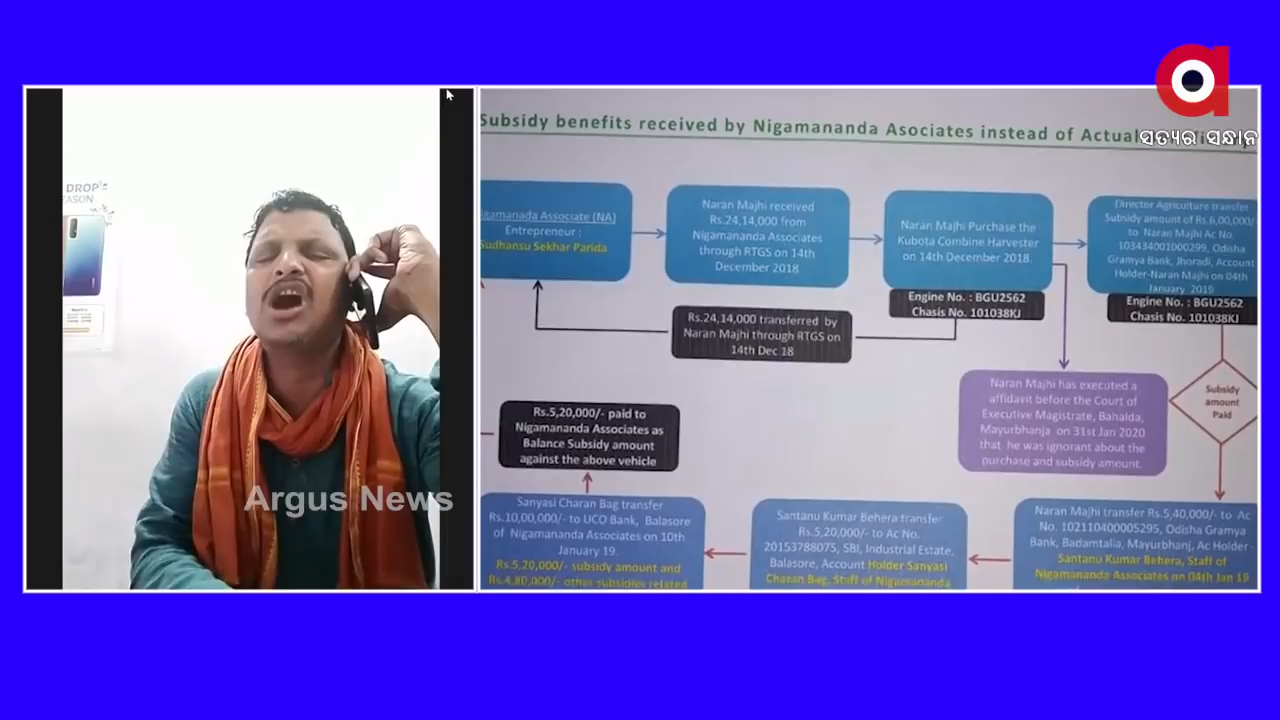 DROP
ସତ୍ୟର ସନ୍ଧାନ
Subsidy benefits received by Nigamananda Asociates instead of Actual
Nigamanada Associate (NA)
Entrepreneur :
Sudhansu Sekhar Parida
Naran Majhi received
Rs.24,14,000 from
Nigamananda Associates
through RTGS on 14th
December 2018
Naran Majhi Purchase the
Kubota Combine Harvester
on 14th December 2018.
Engine No. : BGU2562
Chasis No. : 101038KJ
Director Agriculture transfer
Subsidy amount of Rs.6,00,000/
to Naran Majhi Ac No.
103434001000299, Odisha
Gramya Bank, Jhoradi, Account
Holder-Naran Majhi on 04th
January 2019
Engine No. : BGU2562
Chasis No. : 101038KJ
Rs.24,14,000 transferred by
Naran Majhi through RTGS on
14th Dec 18
Naran Majhi has executed a
affidavit before the Court of
Executive Magistrate, Bahalda,
Mayurbhanja on 31st Jan 2020
that he was ignorant about the
purchase and subsidy amount.
Subsidy
amount
Paid
Rs.5,20,000/- paid to
Nigamananda Associates as
Balance Subsidy amount
against the above vehicle
Sanyasi Charan Bag transfer
Rs.10,00,000/- to UCO Bank, Balasore
of Nigamananda Associates on 10th
January 19.
Rs.5,20,000/- subsidy amount and
Rs.4,80,000/- other subsidies related
Santanu Kumar Behera transfer
Rs.5,20,000/- to Ac No.
20153788075, SBI, Industrial Estate,
Balasore, Account Holder Sanyasi
Charan Bag, Staff of Nigamananda
Naran Majhi transfer Rs.5,40,000/- to Ac
No. 102110400005295, Odisha Gramya
Bank, Badamtalia, Mayurbhanj, Ac Holder -
Santanu Kumar Behera, Staff of
Nigamananda Associates on 04th Jan 19
Argus News